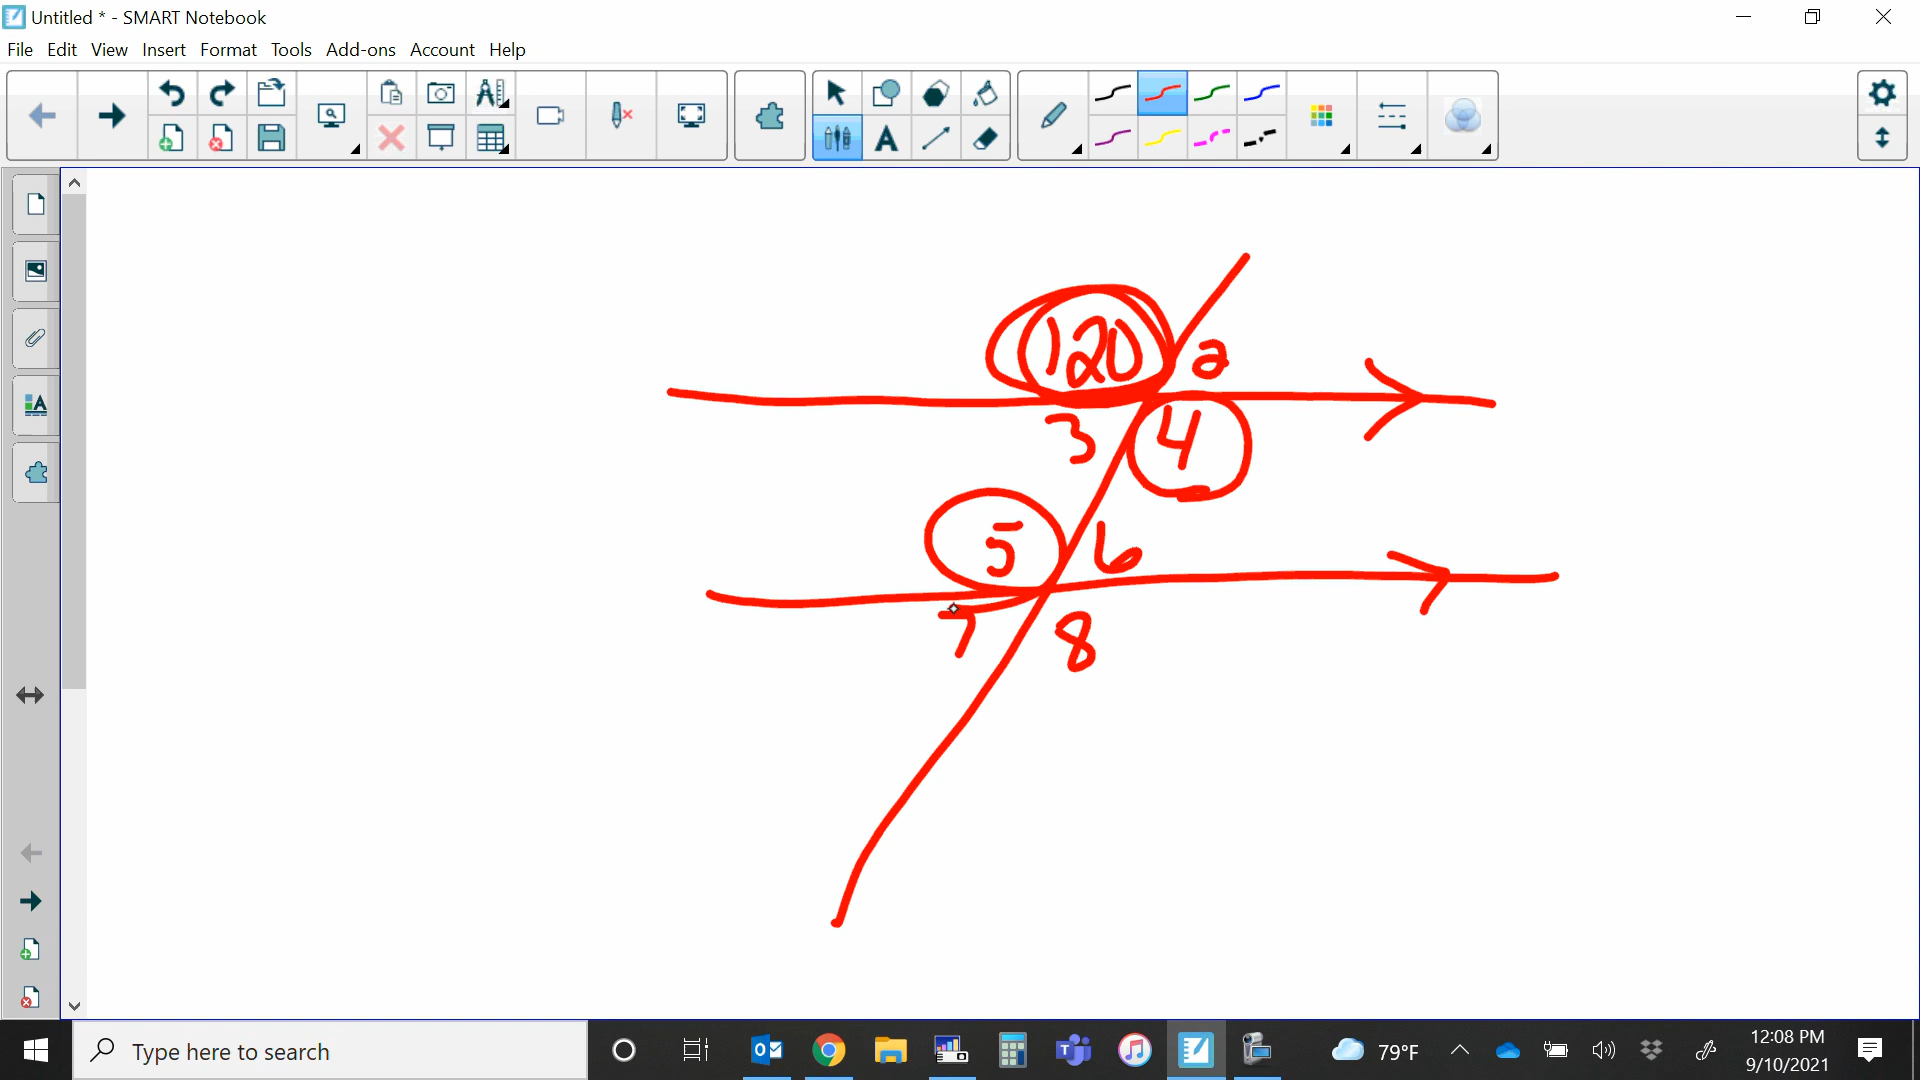 Untitled * - SMART Notebook
File Edit View Insert Format Tools Add-ons Account Help
120
2
3
4
5
6
7
8
Type here to search
79°F
12:08 PM
9/10/2021